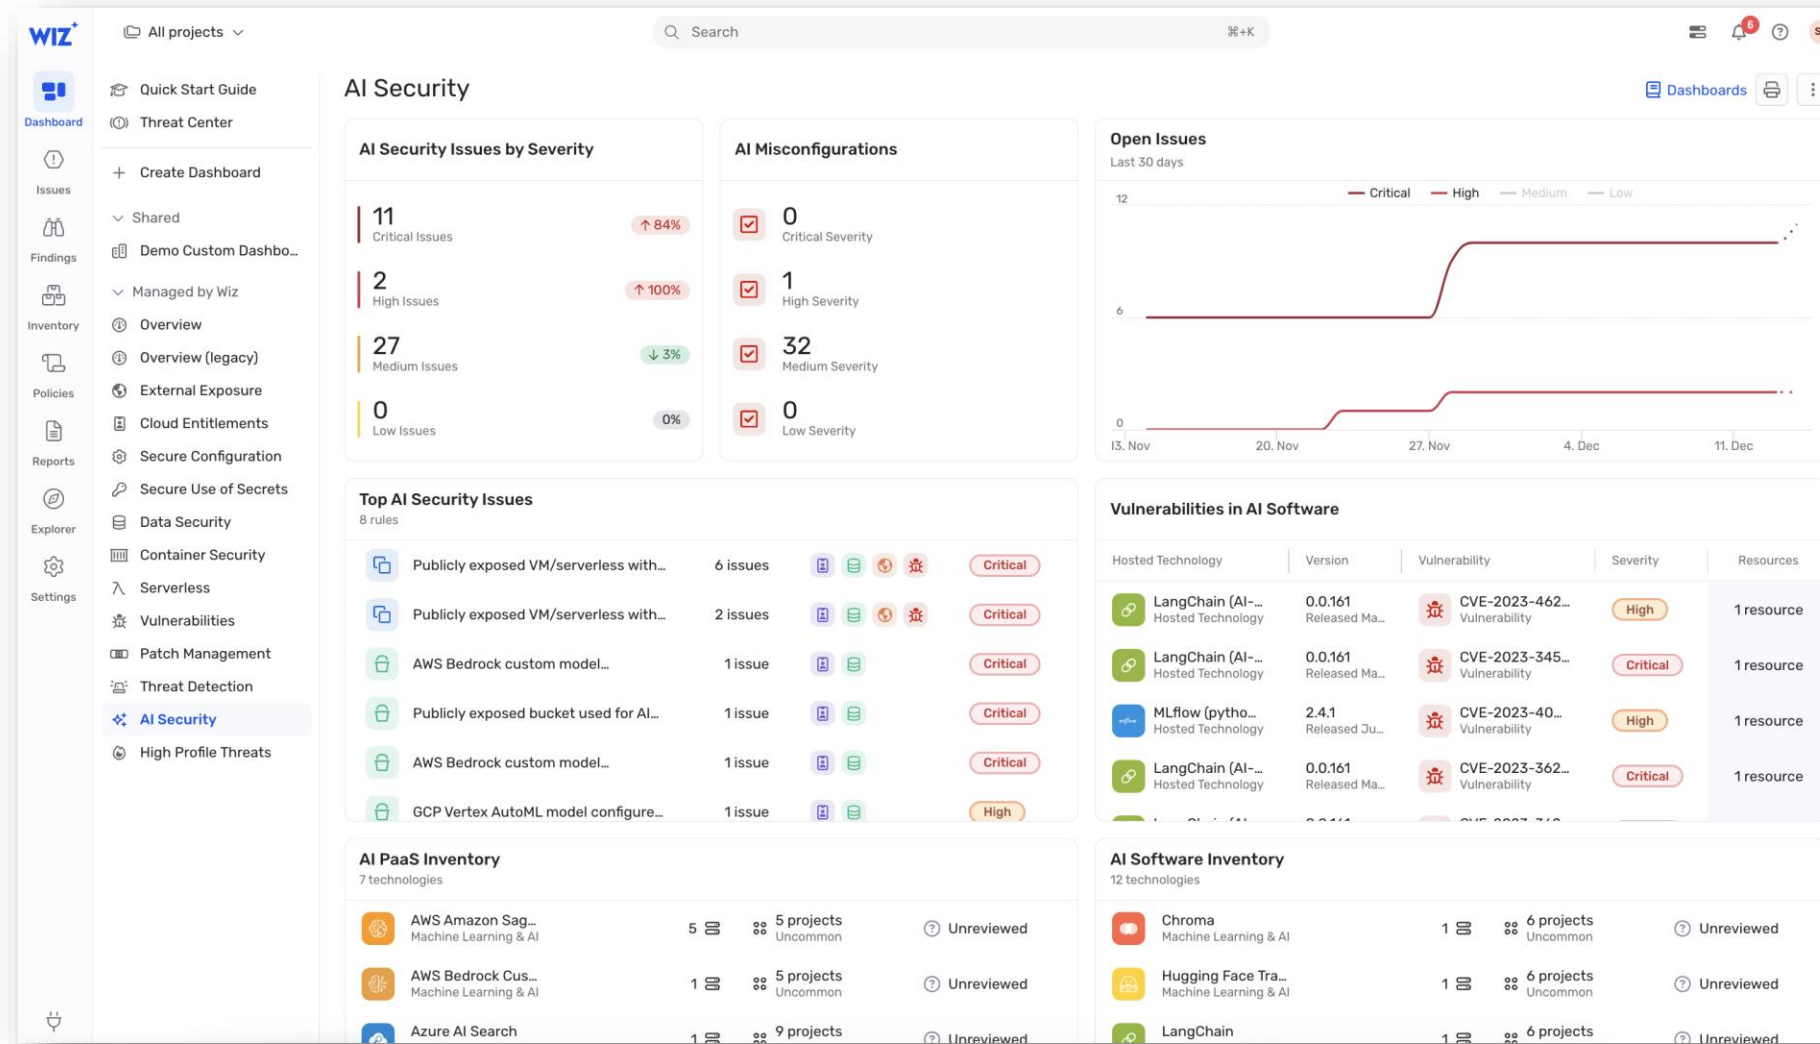 WIZ
All projects
Search
⌘+K
6
Dashboard
Issues
Findings
Inventory
Policies
Reports
Explorer
Settings
Quick Start Guide
Threat Center
Create Dashboard
Shared
Demo Custom Dashbo...
Managed by Wiz
Overview
Overview (legacy)
External Exposure
Cloud Entitlements
Secure Configuration
Secure Use of Secrets
Data Security
Container Security
Serverless
Vulnerabilities
Patch Management
Threat Detection
AI Security
High Profile Threats
AI Security
Dashboards
AI Security Issues by Severity
11
Critical Issues
↑ 84%
2
High Issues
↑ 100%
27
Medium Issues
↓ 3%
0
Low Issues
0%
AI Misconfigurations
0
Critical Severity
1
High Severity
32
Medium Severity
0
Low Severity
Open Issues
Last 30 days
Critical High Medium Low
12
6
0
13. Nov 20. Nov 27. Nov 4. Dec 11. Dec
Top AI Security Issues
8 rules
Publicly exposed VM/serverless with... 6 issues Critical
Publicly exposed VM/serverless with... 2 issues Critical
AWS Bedrock custom model... 1 issue Critical
Publicly exposed bucket used for AI... 1 issue Critical
AWS Bedrock custom model... 1 issue Critical
GCP Vertex AutoML model configure... 1 issue High
Vulnerabilities in AI Software
Hosted Technology Version Vulnerability Severity Resources
LangChain (AI-... 0.0.161 CVE-2023-462... High 1 resource
Hosted Technology Released Ma... Vulnerability
LangChain (AI-... 0.0.161 CVE-2023-345... Critical 1 resource
Hosted Technology Released Ma... Vulnerability
MLflow (pytho... 2.4.1 CVE-2023-40... High 1 resource
Hosted Technology Released Ju... Vulnerability
LangChain (AI-... 0.0.161 CVE-2023-362... Critical 1 resource
Hosted Technology Released Ma... Vulnerability
AI PaaS Inventory
7 technologies
AWS Amazon Sag... 5 5 projects Unreviewed
Machine Learning & AI Uncommon
AWS Bedrock Cus... 1 5 projects Unreviewed
Machine Learning & AI Uncommon
Azure AI Search 1 9 projects Unreviewed
AI Software Inventory
12 technologies
Chroma 1 6 projects Unreviewed
Machine Learning & AI Uncommon
Hugging Face Tra... 1 6 projects Unreviewed
Machine Learning & AI Uncommon
LangChain 1 6 projects Unreviewed